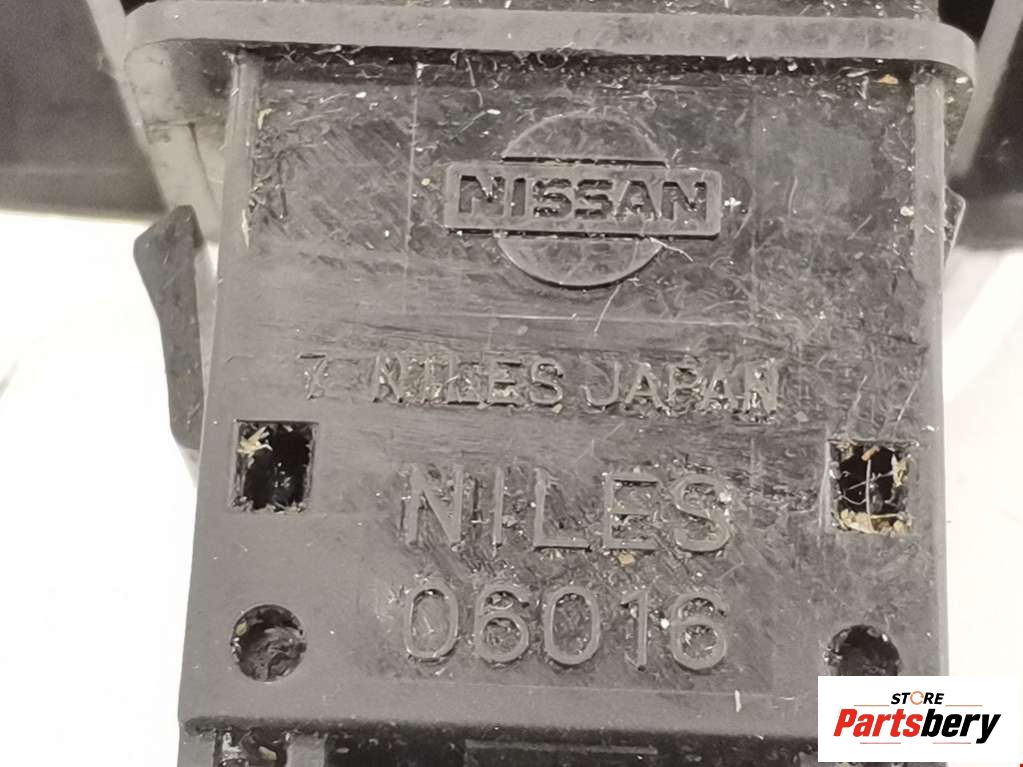 NISSAN
7 NILES JAPAN
NILES
06016
STORE
Partsbery